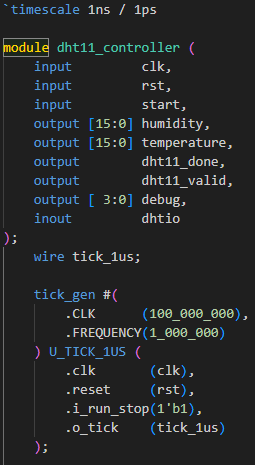 `timescale 1ns / 1ps
module dht11_controller (
input clk,
input rst,
input start,
output [15:0] humidity,
output [15:0] temperature,
output dht11_done,
output dht11_valid,
output [ 3:0] debug,
inout dhtio
);
wire tick_1us;
tick_gen #(
.CLK (100_000_000),
.FREQUENCY(1_000_000)
) U_TICK_1US (
.clk (clk),
.reset (rst),
.i_run_stop(1'b1),
.o_tick (tick_1us)
);